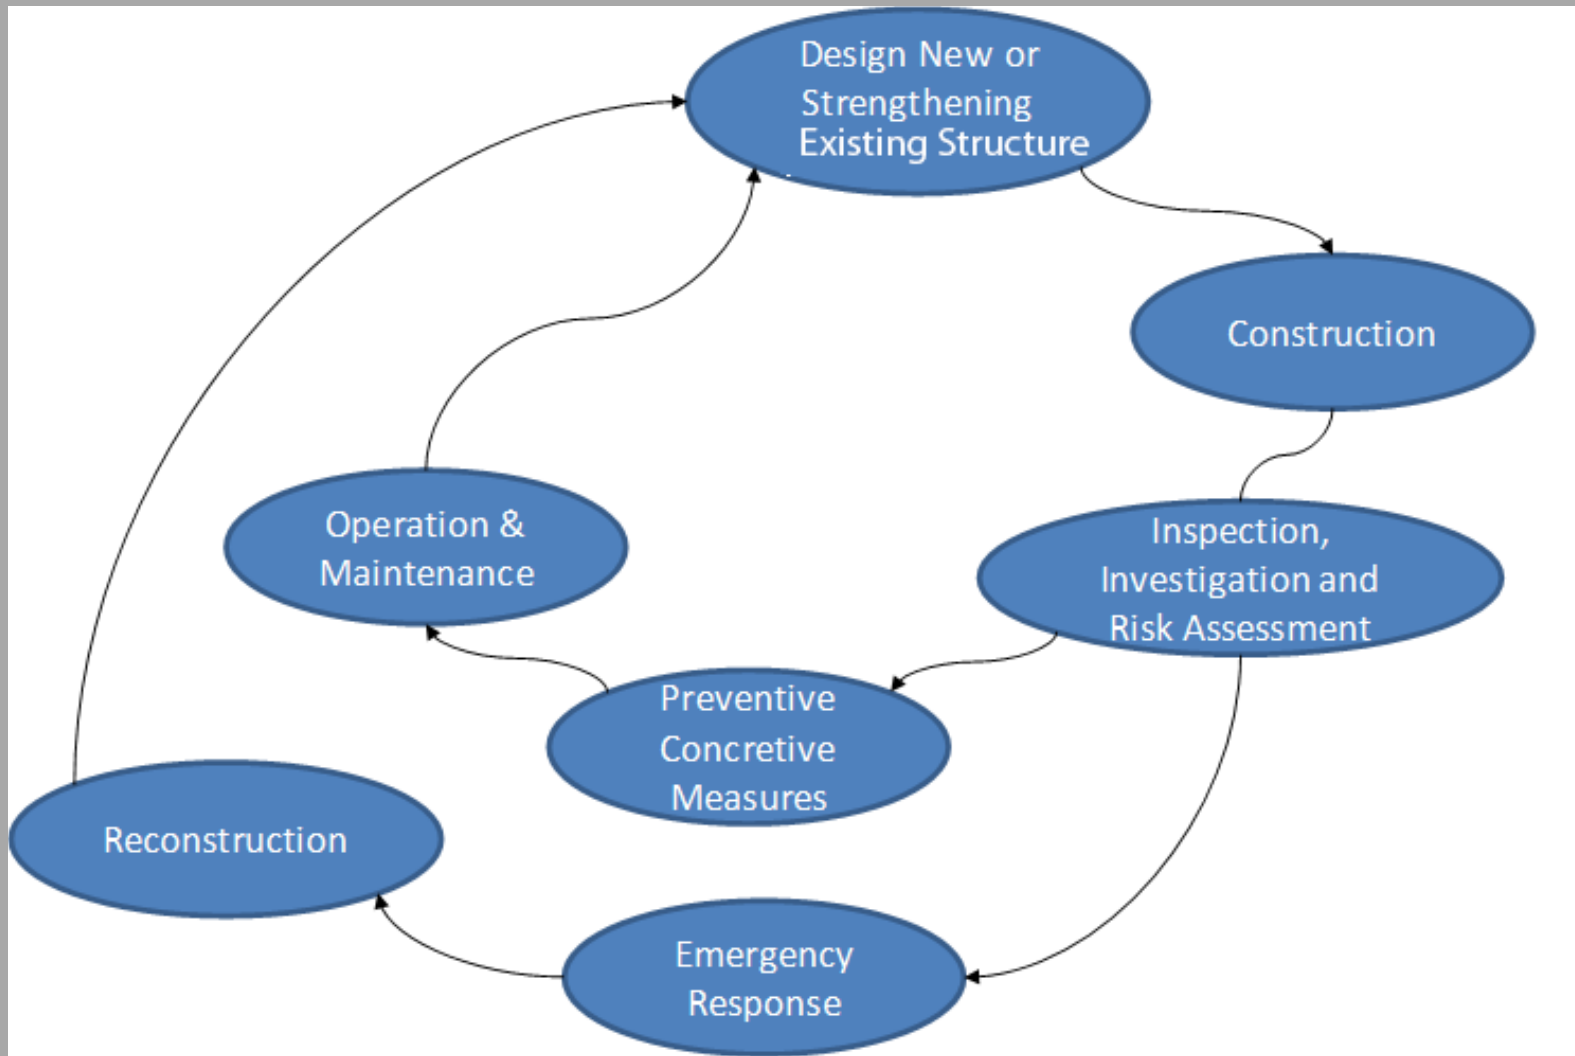 Design New or
Strengthening
Existing Structure
Construction
Inspection,
Investigation and
Risk Assessment
Operation &
Maintenance
Preventive
Concretive
Measures
Reconstruction
Emergency
Response